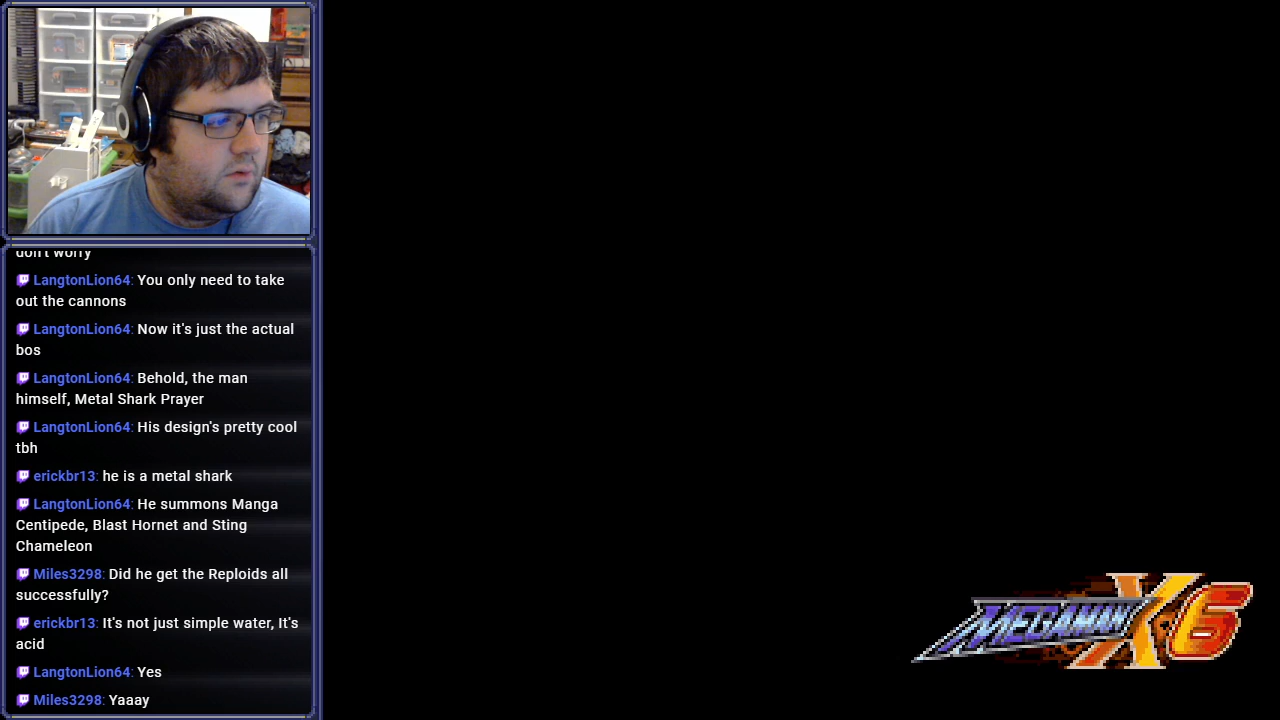 don't worry
LangtonLion64: You only need to take
out the cannons
LangtonLion64: Now it's just the actual
bos
LangtonLion64: Behold, the man
himself, Metal Shark Prayer
LangtonLion64: His design's pretty cool
tbh
erickbr13: he is a metal shark
LangtonLion64: He summons Manga
Centipede, Blast Hornet and Sting
Chameleon
Miles3298: Did he get the Reploids all
successfully?
erickbr13: It's not just simple water, It's
acid
LangtonLion64: Yes
Miles3298: Yaaay
MEGAMAN X6